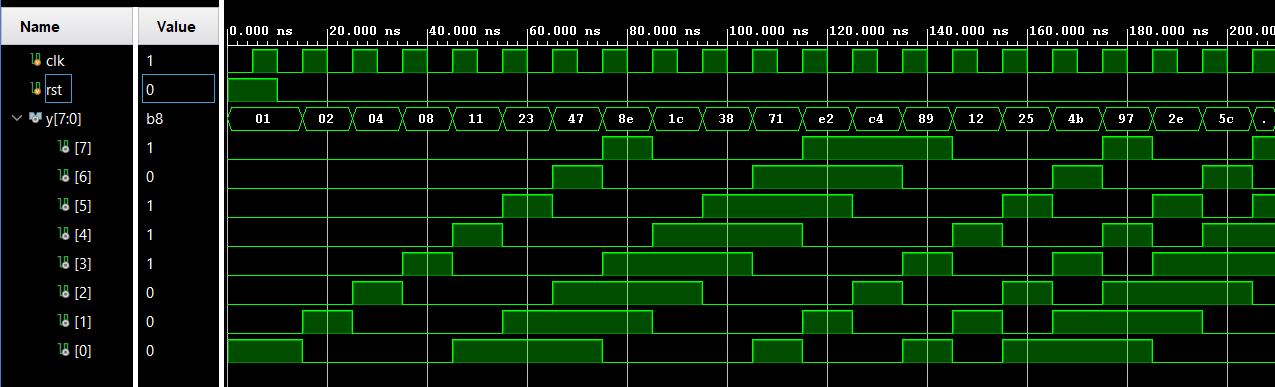 Name Value 0.000 ns 20.000 ns 40.000 ns 60.000 ns 80.000 ns 100.000 ns 120.000 ns 140.000 ns 160.000 ns 180.000 ns 200.00
clk 1
rst 0
y[7:0] b8 01 02 04 08 11 23 47 8e 1c 38 71 e2 c4 89 12 25 4b 97 2e 5c .
[7] 1
[6] 0
[5] 1
[4] 1
[3] 1
[2] 0
[1] 0
[0] 0